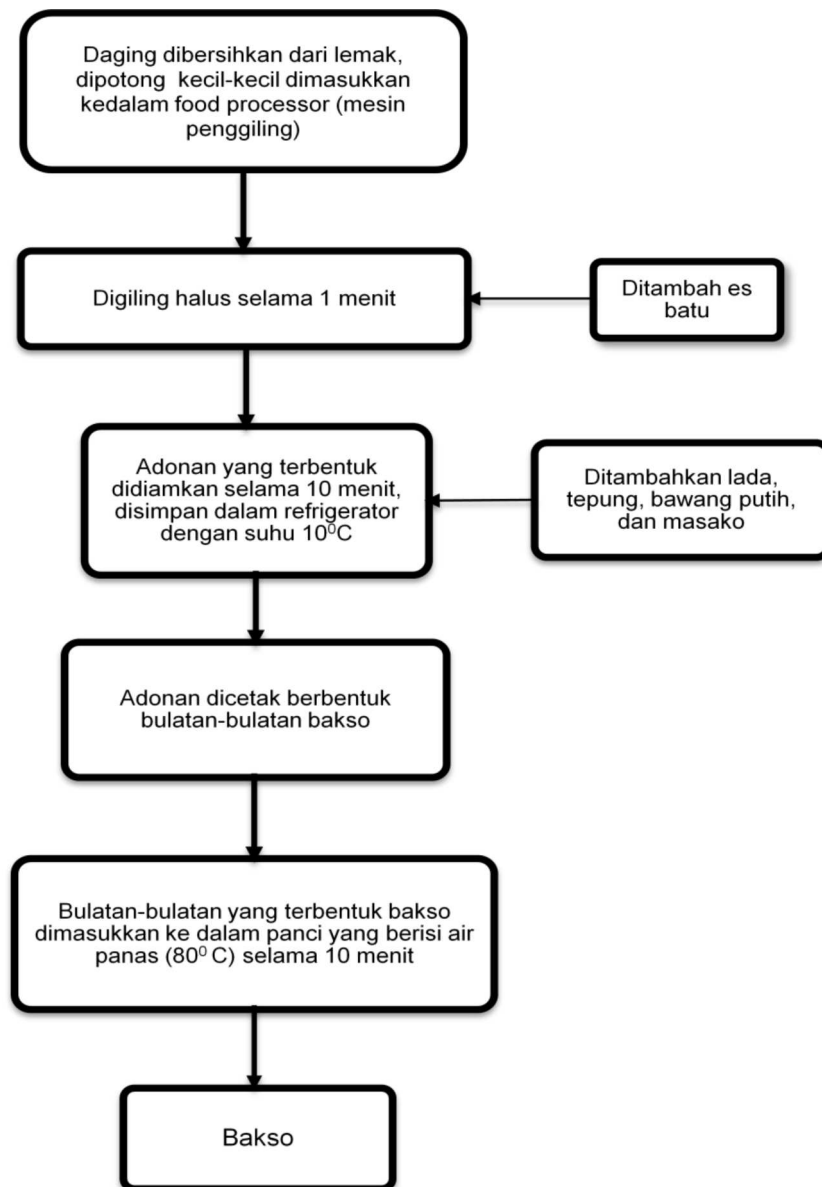 Daging dibersihkan dari lemak,
dipotong kecil-kecil dimasukkan
kedalam food processor (mesin
penggiling)
Digiling halus selama 1 menit
Ditambah es
batu
Adonan yang terbentuk
didiamkan selama 10 menit,
disimpan dalam refrigerator
dengan suhu 10⁰C
Ditambahkan lada,
tepung, bawang putih,
dan masako
Adonan dicetak berbentuk
bulatan-bulatan bakso
Bulatan-bulatan yang terbentuk bakso
dimasukkan ke dalam panci yang berisi air
panas (80⁰ C) selama 10 menit
Bakso